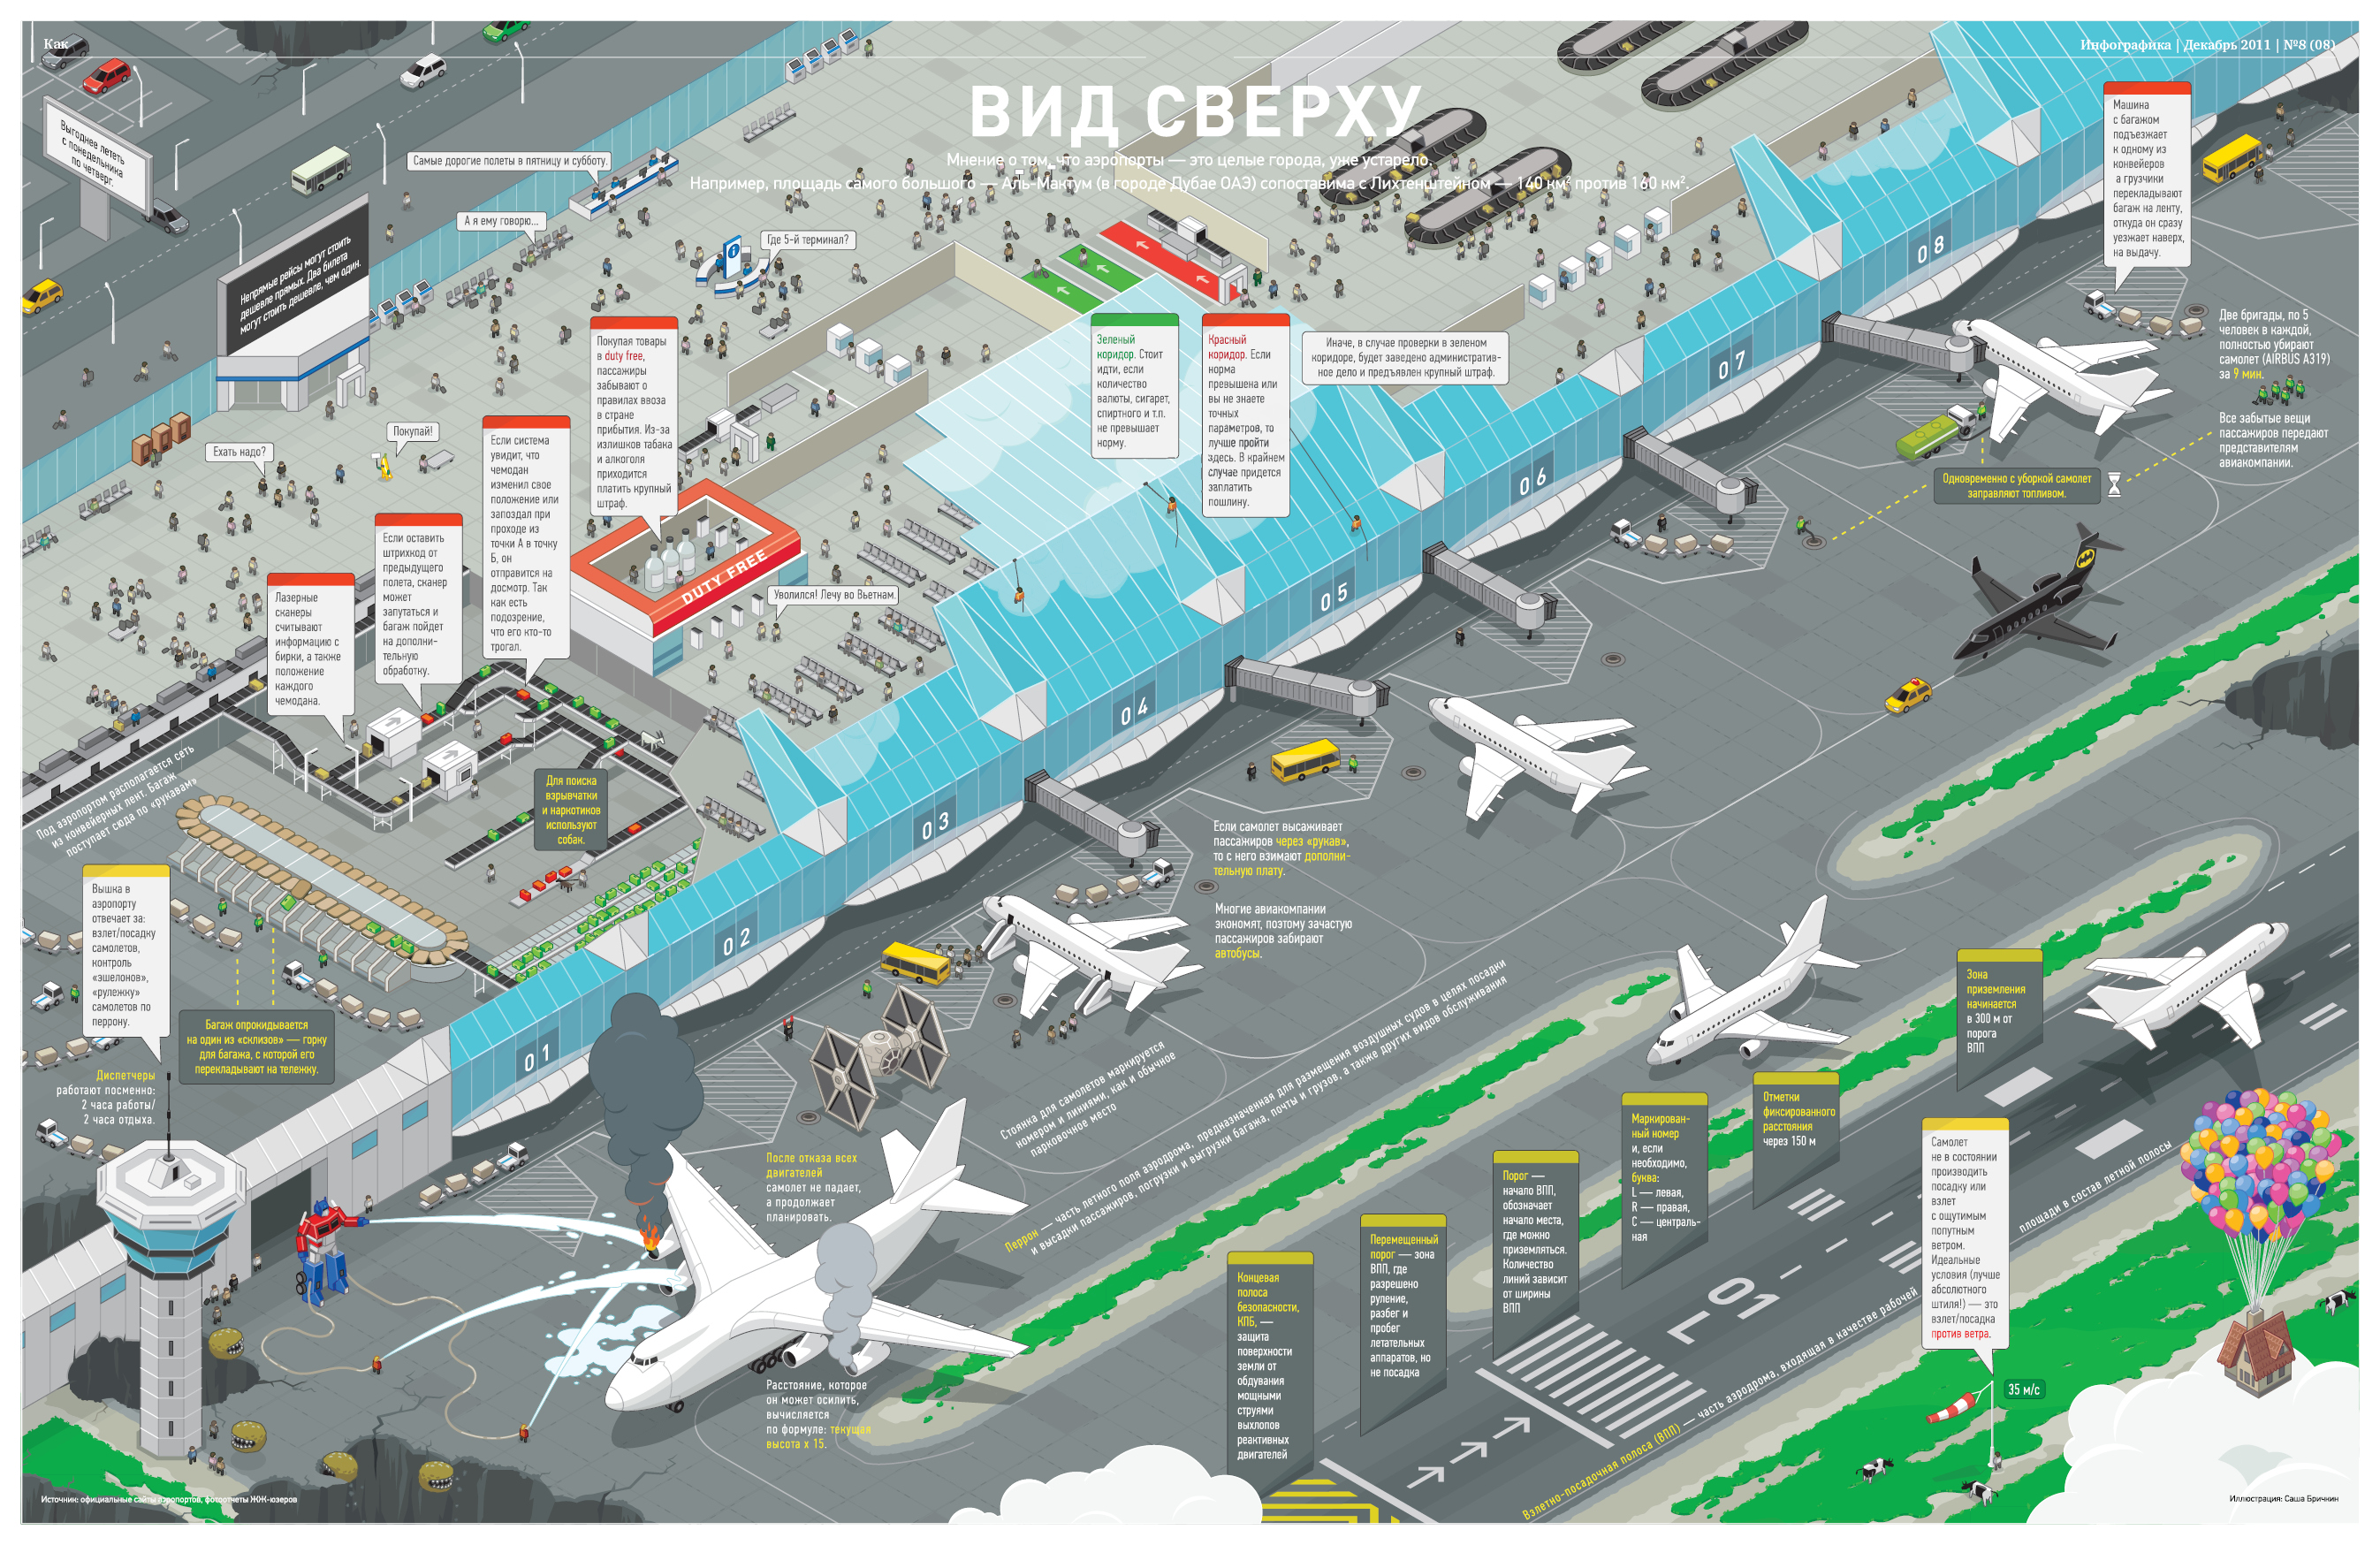 Как
Инфографика | Декабрь 2011 | №8 (08)
ВИД СВЕРХУ
Мнение о том, что аэропорты — это целые города, уже устарело.
Например, площадь самого большого — Аль-Мактум (в городе Дубае ОАЭ) сопоставима с Лихтенштейном — 140 км² против 160 км².
Выгоднее лететь
с понедельника
по четверг.
Самые дорогие полеты в пятницу и субботу.
А я ему говорю...
Где 5-й терминал?
Непрямые рейсы могут стоить
дешевле прямых. Два билета
могут стоить дешевле, чем один.
Машина
с багажом
подъезжает
к одному из
конвейеров
а грузчики
перекладывают
багаж на ленту,
откуда он сразу
уезжает наверх,
на выдачу.
Покупая товары
в duty free,
пассажиры
забывают о
правилах ввоза
в стране
прибытия. Из-за
излишков табака
и алкоголя
приходится
платить крупный
штраф.
Зеленый
коридор. Стоит
идти, если
количество
валюты, сигарет,
спиртного и т.п.
не превышает
норму.
Красный
коридор. Если
норма
превышена или
вы не знаете
точных
параметров, то
лучше пройти
здесь. В крайнем
случае придется
заплатить
пошлину.
Иначе, в случае проверки в зеленом
коридоре, будет заведено административ-
ное дело и предъявлен крупный штраф.
Две бригады, по 5
человек в каждой,
полностью убирают
самолет (AIRBUS A319)
за 9 мин.
Все забытые вещи
пассажиров передают
представителям
авиакомпании.
Одновременно с уборкой самолет
заправляют топливом.
Ехать надо?
Покупай!
Если система
увидит, что
чемодан
изменил свое
положение или
запоздал при
проходе из
точки А в точку
Б, он
отправится на
досмотр. Так
как есть
подозрение,
что его кто-то
трогал.
Если оставить
штрихкод от
предыдущего
полета, сканер
может
запутаться и
багаж пойдет
на дополни-
тельную
обработку.
Лазерные
сканеры
считывают
информацию с
бирки, а также
положение
каждого
чемодана.
DUTY FREE
Уволился! Лечу во Вьетнам.
08
07
06
05
04
03
02
01
Под аэропортом располагается сеть
из конвейерных лент. Багаж
поступает сюда по «рукавам»
Для поиска
взрывчатки
и наркотиков
используют
собак.
Вышка в
аэропорту
отвечает за:
взлет/посадку
самолетов,
контроль
«эшелонов»,
«рулежку»
самолетов по
перрону.
Багаж опрокидывается
на один из «склизов» — горку
для багажа, с которой его
перекладывают на тележку.
Диспетчеры
работают посменно:
2 часа работы/
2 часа отдыха.
Если самолет высаживает
пассажиров через «рукав»,
то с него взимают дополни-
тельную плату.
Многие авиакомпании
экономят, поэтому зачастую
пассажиров забирают
автобусы.
Стоянка для самолетов маркируется
номером и линиями, как и обычное
парковочное место
Перрон — часть летного поля аэродрома, предназначенная для размещения воздушных судов в целях посадки
и высадки пассажиров, погрузки и выгрузки багажа, почты и грузов, а также других видов обслуживания
После отказа всех
двигателей
самолет не падает,
а продолжает
планировать.
Расстояние, которое
он может осилить,
вычисляется
по формуле: текущая
высота х 15.
Концевая
полоса
безопасности,
КПБ, —
защита
поверхности
земли от
обдувания
мощными
струями
выхлопов
реактивных
двигателей
Перемещенный
порог — зона
ВПП, где
разрешено
руление,
разбег и
пробег
летательных
аппаратов, но
не посадка
Порог —
начало ВПП,
обозначает
начало места,
где можно
приземляться.
Количество
линий зависит
от ширины
ВПП
Маркирован-
ный номер
и, если
необходимо,
буква:
L — левая,
R — правая,
C — централь-
ная
Отметки
фиксированного
расстояния
через 150 м
Зона
приземления
начинается
в 300 м от
порога
ВПП
L 01
Самолет
не в состоянии
производить
посадку или
взлет
с ощутимым
попутным
ветром.
Идеальные
условия (лучше
абсолютного
штиля!) — это
взлет/посадка
против ветра.
35 м/с
Взлетно-посадочная полоса (ВПП) — часть аэродрома, входящая в качестве рабочей площади в состав летной полосы
Источник: официальные сайты аэропортов, фотоотчеты ЖЖ-юзеров
Иллюстрация: Саша Бричкин